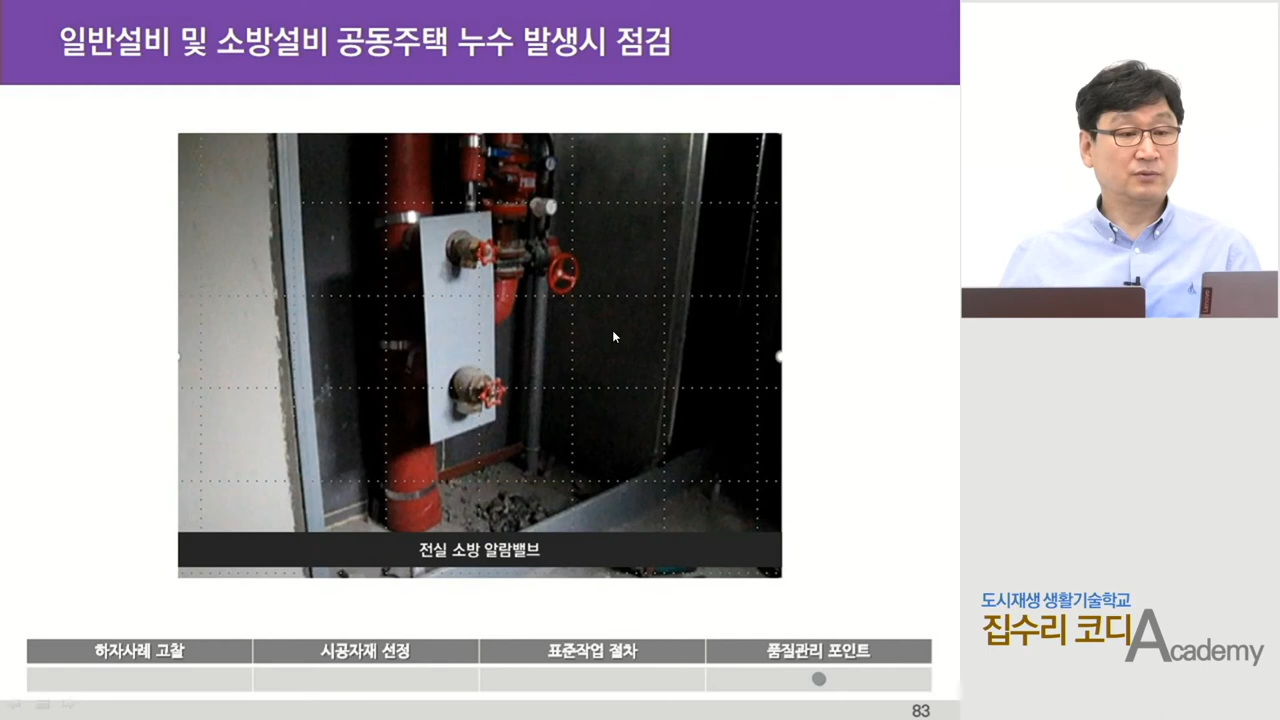 일반설비 및 소방설비 공동주택 누수 발생시 점검
전실 소방 알람밸브
하자사례 고찰
시공자재 선정
표준작업 절차
품질관리 포인트
83
Lenovo
도시재생 생활기술학교
집수리 코디Academy